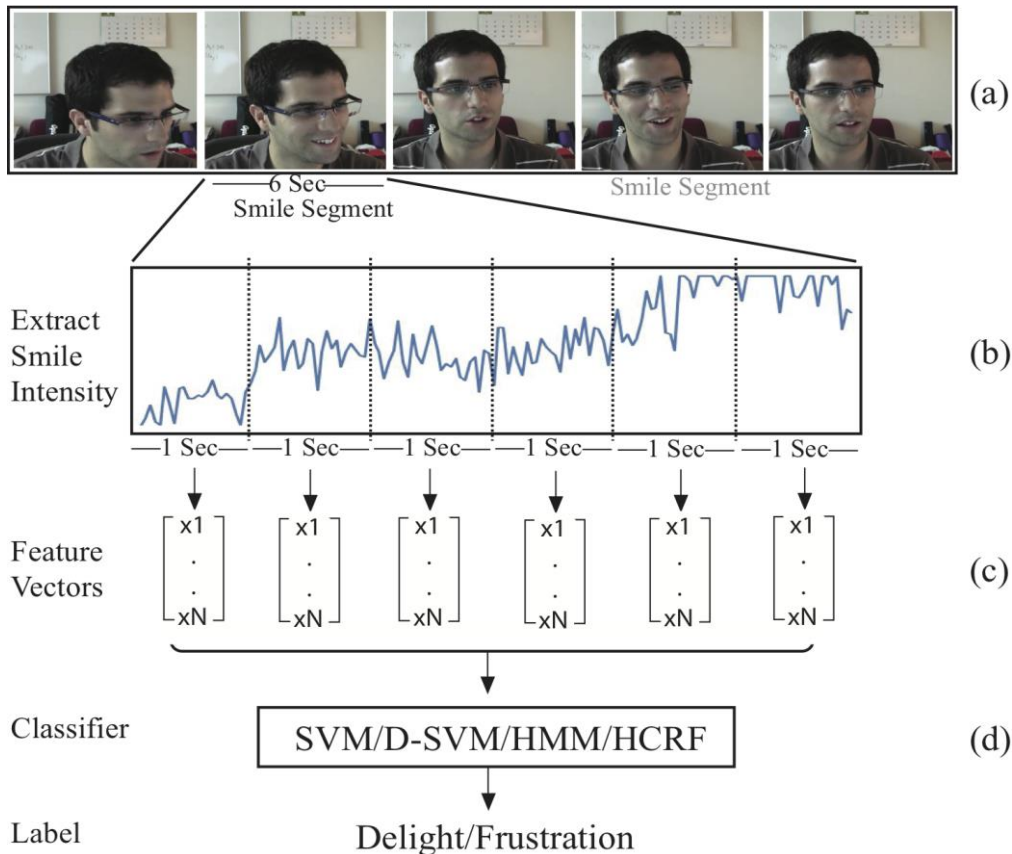 (a)
6 Sec
Smile Segment
Smile Segment
Extract
Smile
Intensity
(b)
1 Sec 1 Sec 1 Sec 1 Sec 1 Sec 1 Sec
Feature
Vectors
x1 x1 x1 x1 x1 x1
. . . . . .
. . . . . .
xN xN xN xN xN xN
(c)
Classifier
SVM/D-SVM/HMM/HCRF
(d)
Label
Delight/Frustration